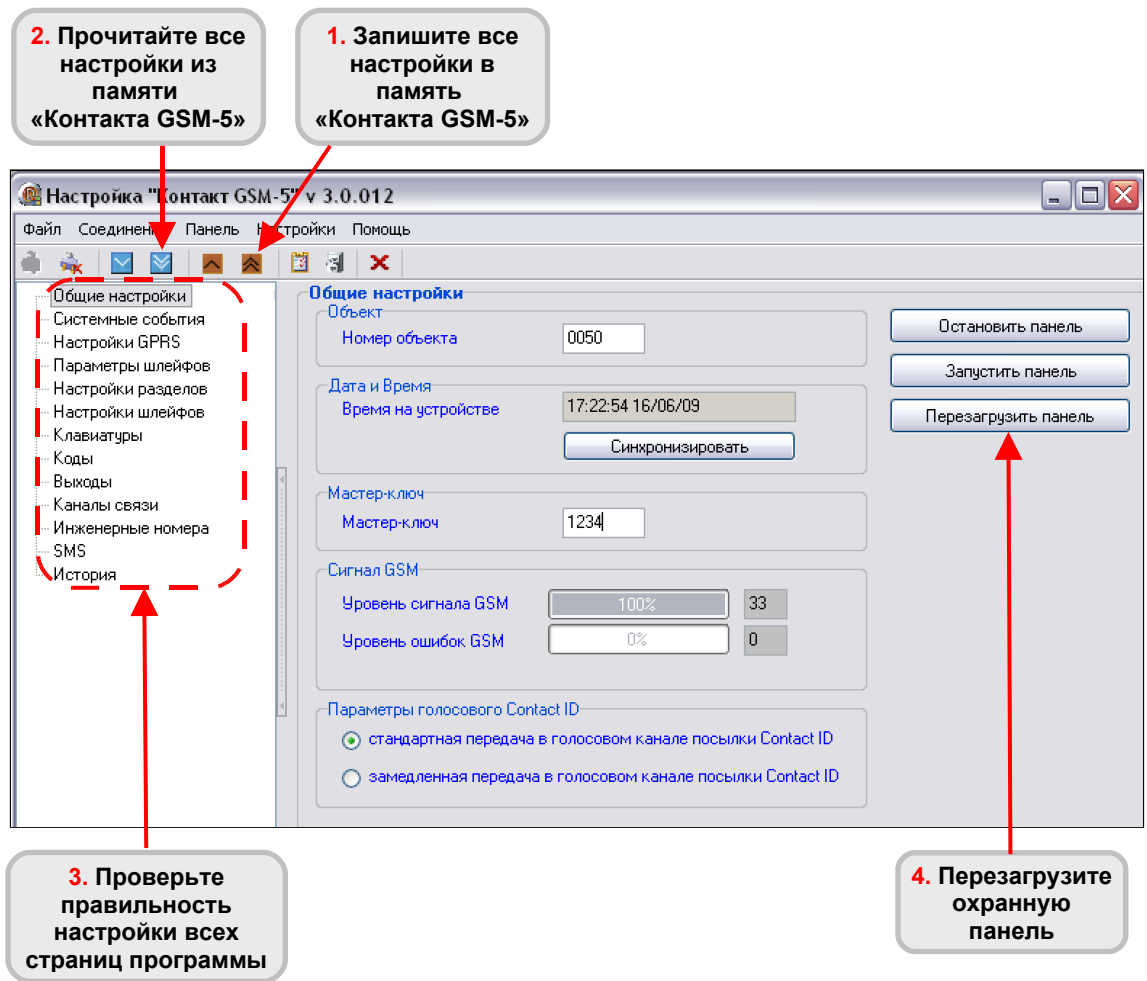 2. Прочитайте все
настройки из
памяти
«Контакта GSM-5»
1. Запишите все
настройки в
память
«Контакта GSM-5»
Настройка "Контакт GSM-5" v 3.0.012
Файл Соединение Панель Настройки Помощь
Общие настройки
Системные события
Настройки GPRS
Параметры шлейфов
Настройки разделов
Настройки шлейфов
Клавиатуры
Коды
Выходы
Каналы связи
Инженерные номера
SMS
История
Общие настройки
Объект
Номер объекта 0050
Дата и Время
Время на устройстве 17:22:54 16/06/09
Синхронизировать
Мастер-ключ
Мастер-ключ 1234
Сигнал GSM
Уровень сигнала GSM 100% 33
Уровень ошибок GSM 0% 0
Параметры голосового Contact ID
стандартная передача в голосовом канале посылки Contact ID
замедленная передача в голосовом канале посылки Contact ID
Остановить панель
Запустить панель
Перезагрузить панель
3. Проверьте
правильность
настройки всех
страниц программы
4. Перезагрузите
охранную
панель